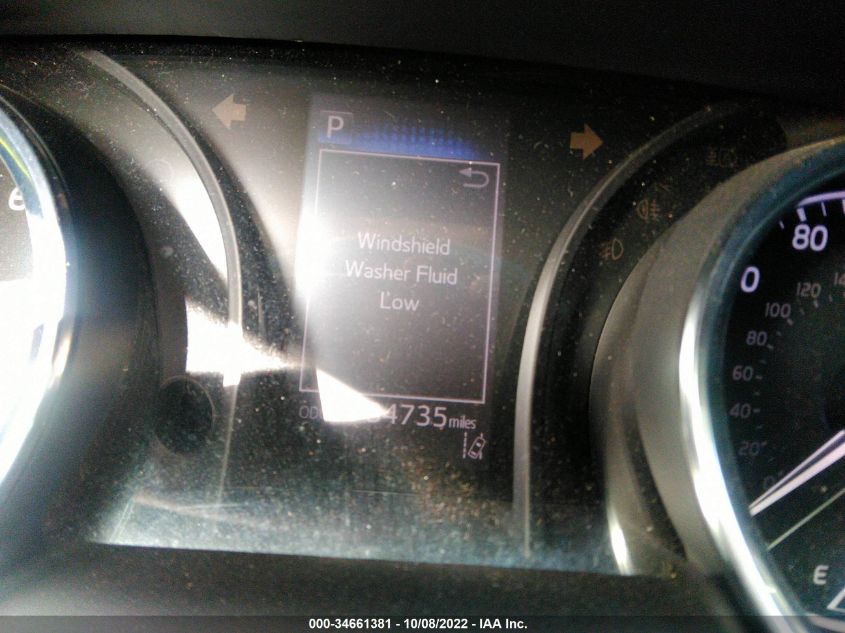 P
Windshield
Washer Fluid
Low
4735 miles
80
0
120
100
80
60
40
20
0
E
000-34661381 - 10/08/2022 - IAA Inc.